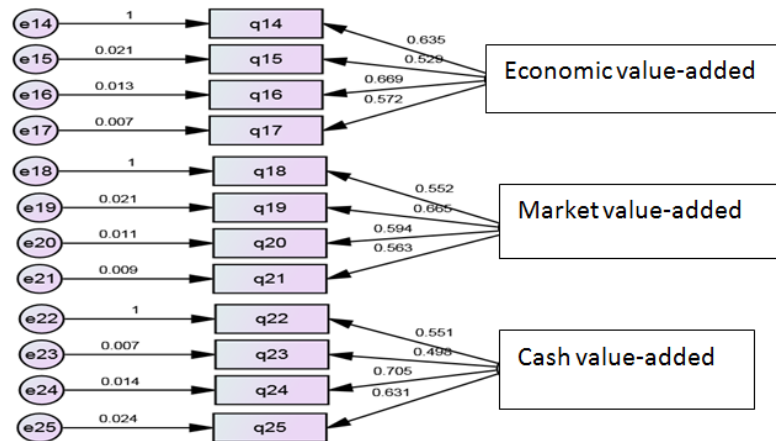 e14 1 q14 0.635
e15 0.021 q15 0.529
e16 0.013 q16 0.669
e17 0.007 q17 0.572
Economic value-added
e18 1 q18 0.552
e19 0.021 q19 0.665
e20 0.011 q20 0.594
e21 0.009 q21 0.563
Market value-added
e22 1 q22 0.551
e23 0.007 q23 0.498
e24 0.014 q24 0.705
e25 0.024 q25 0.631
Cash value-added